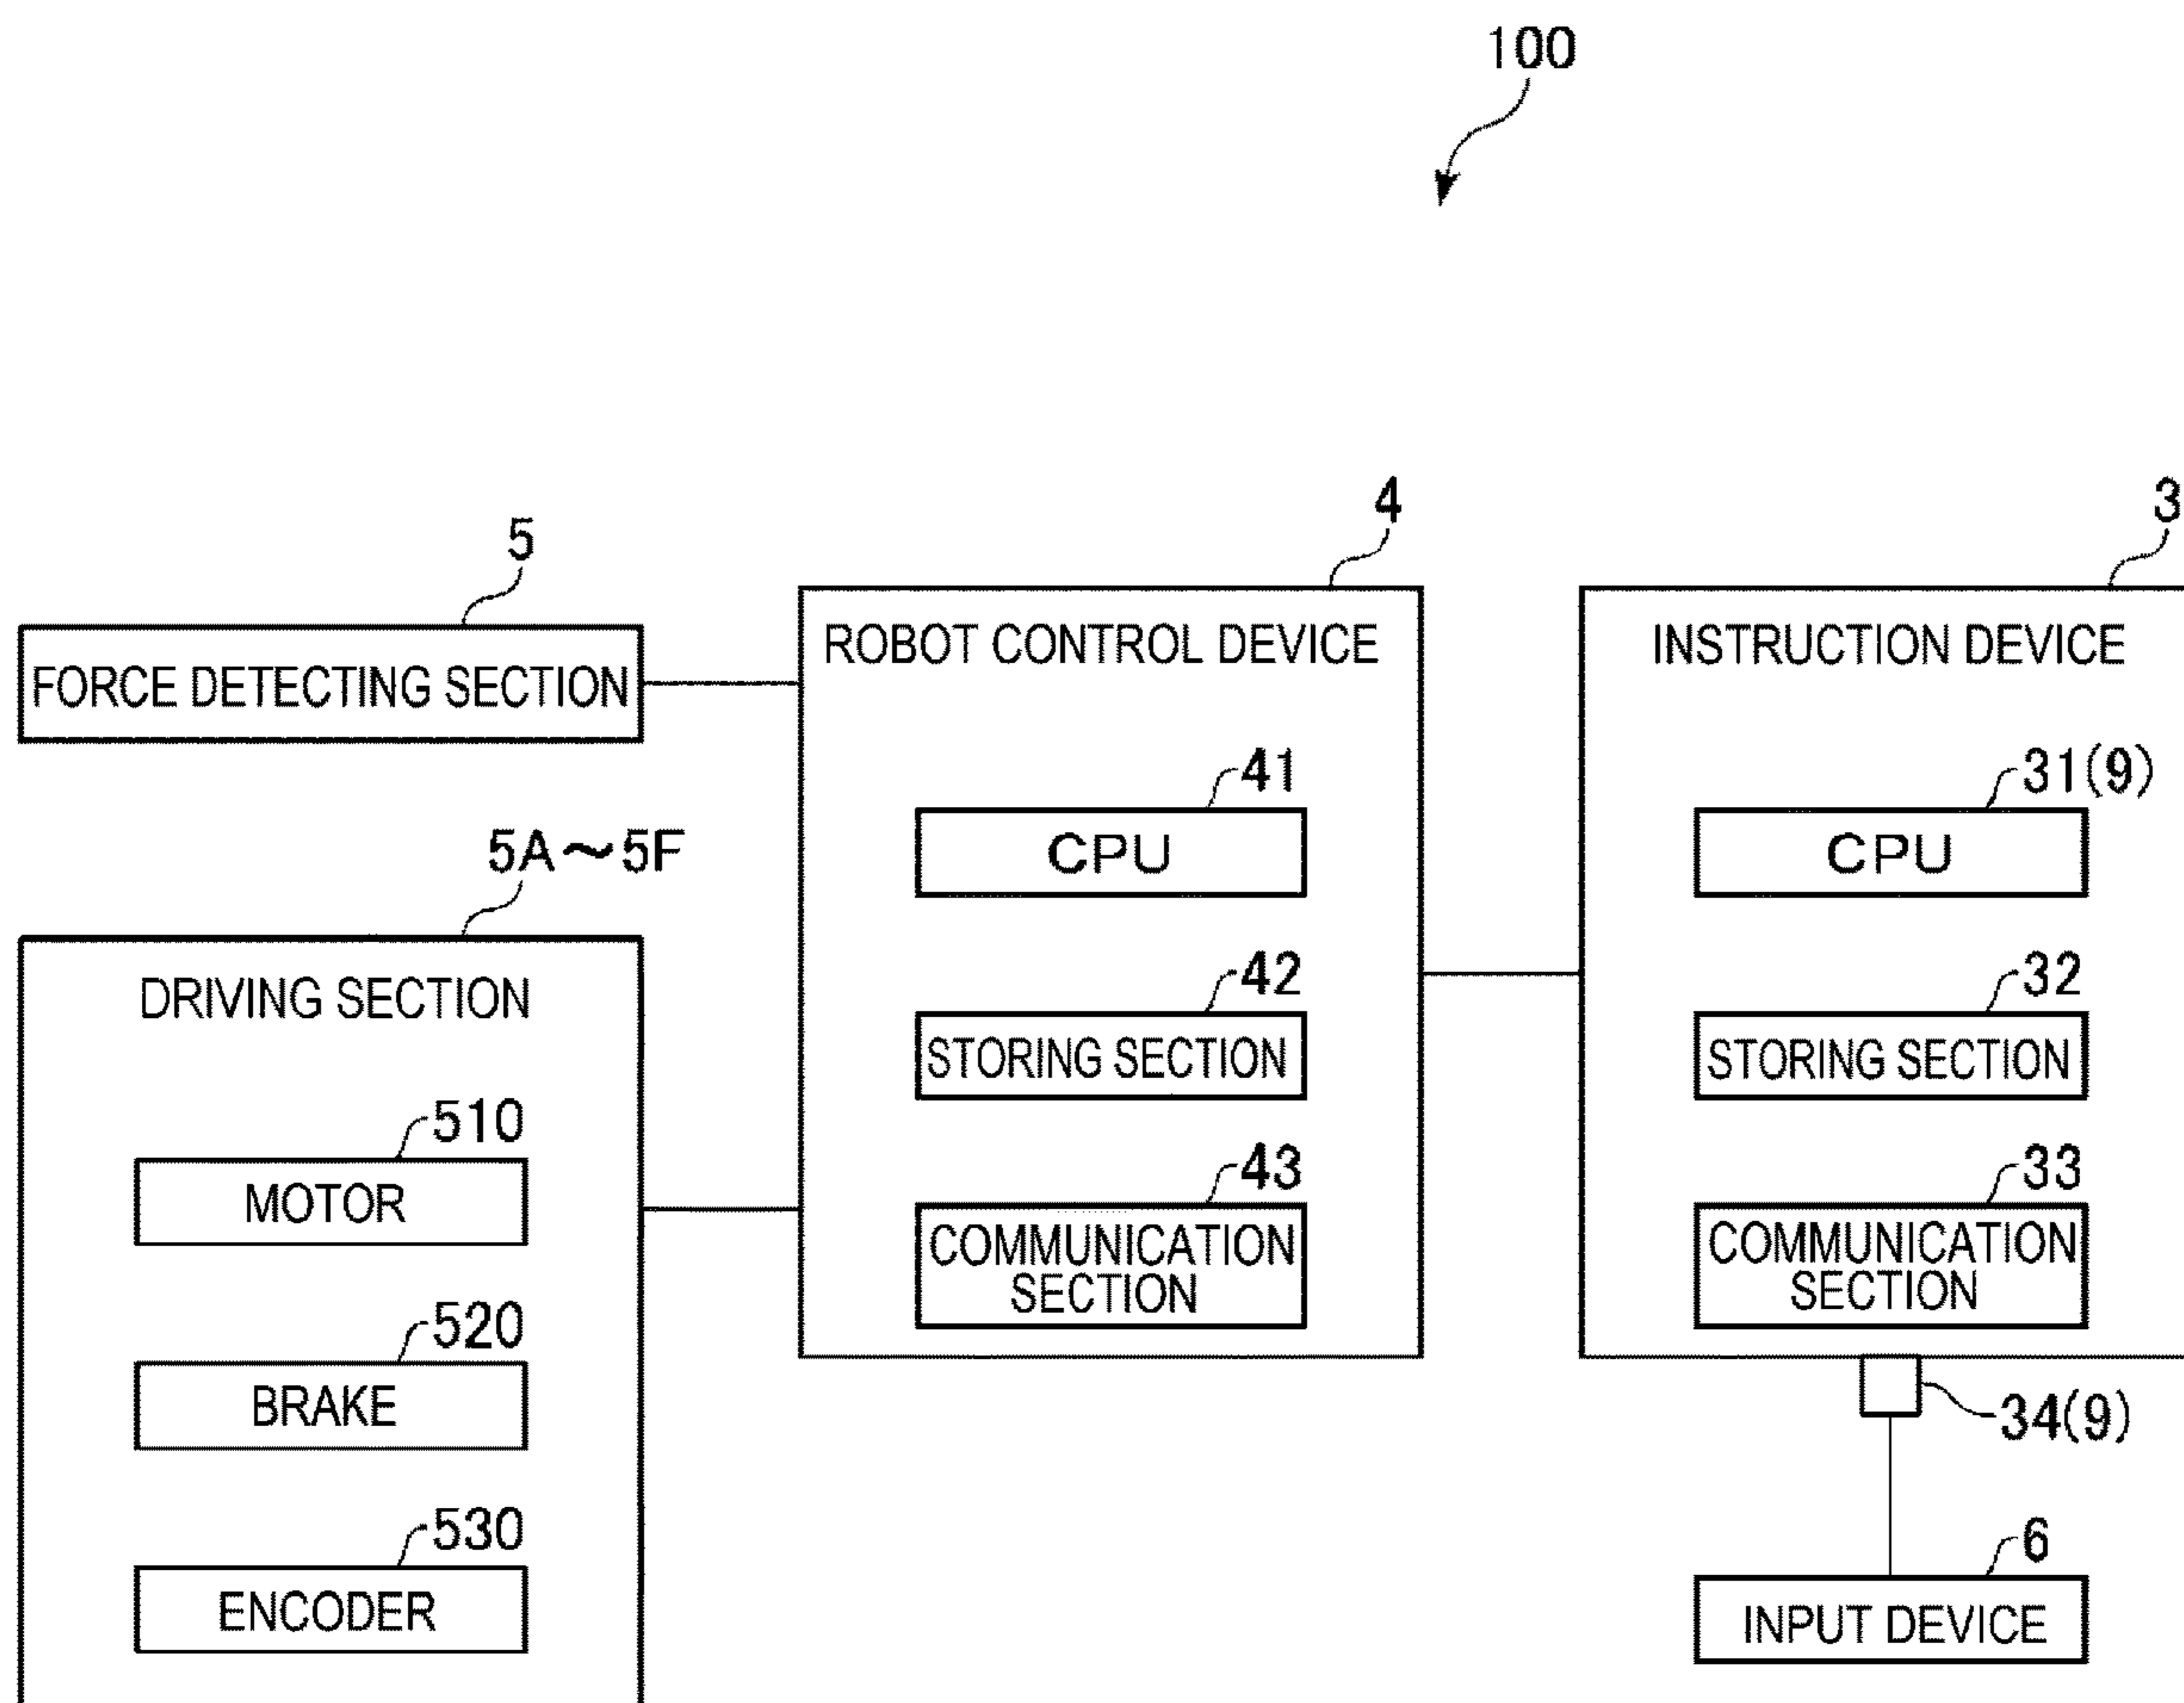 100
5
FORCE DETECTING SECTION
5A～5F
DRIVING SECTION
510
MOTOR
520
BRAKE
530
ENCODER
4
ROBOT CONTROL DEVICE
41
CPU
42
STORING SECTION
43
COMMUNICATION
SECTION
3
INSTRUCTION DEVICE
31(9)
CPU
32
STORING SECTION
33
COMMUNICATION
SECTION
34(9)
6
INPUT DEVICE